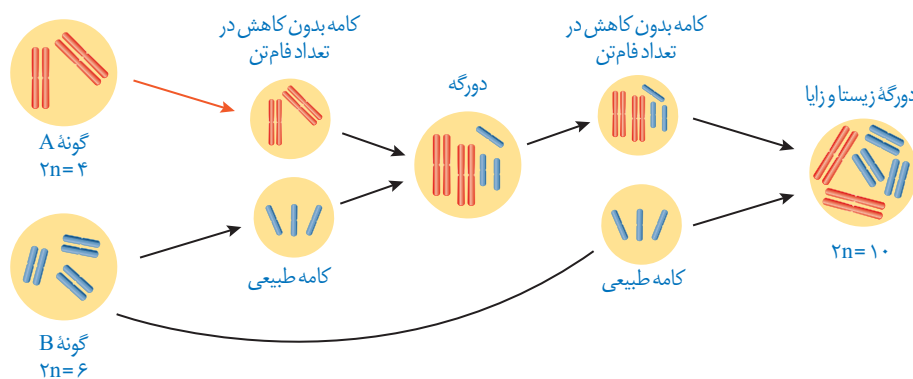 کامه بدون کاهش در
تعداد فام‌تن
کامه بدون کاهش در
تعداد فام‌تن
دورگه
دورگهٔ زیستا و زایا
گونهٔ A
۲n= ۴
کامه طبیعی
کامه طبیعی
۲n= ۱۰
گونهٔ B
۲n= ۶